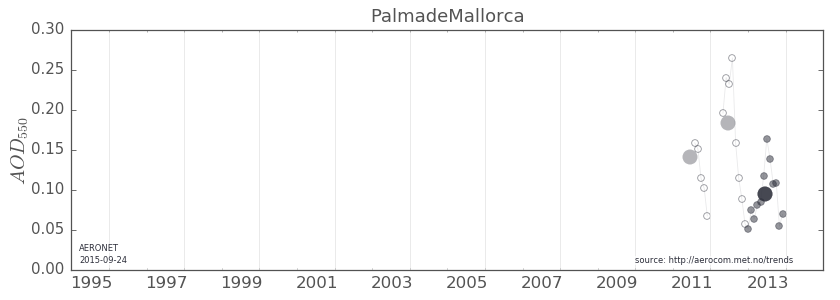 PalmadeMallorca
0.30
0.25
0.20
0.15
0.10
0.05
0.00
AOD550
AERONET
2015-09-24
source: http://aerocom.met.no/trends
1995 1997 1999 2001 2003 2005 2007 2009 2011 2013